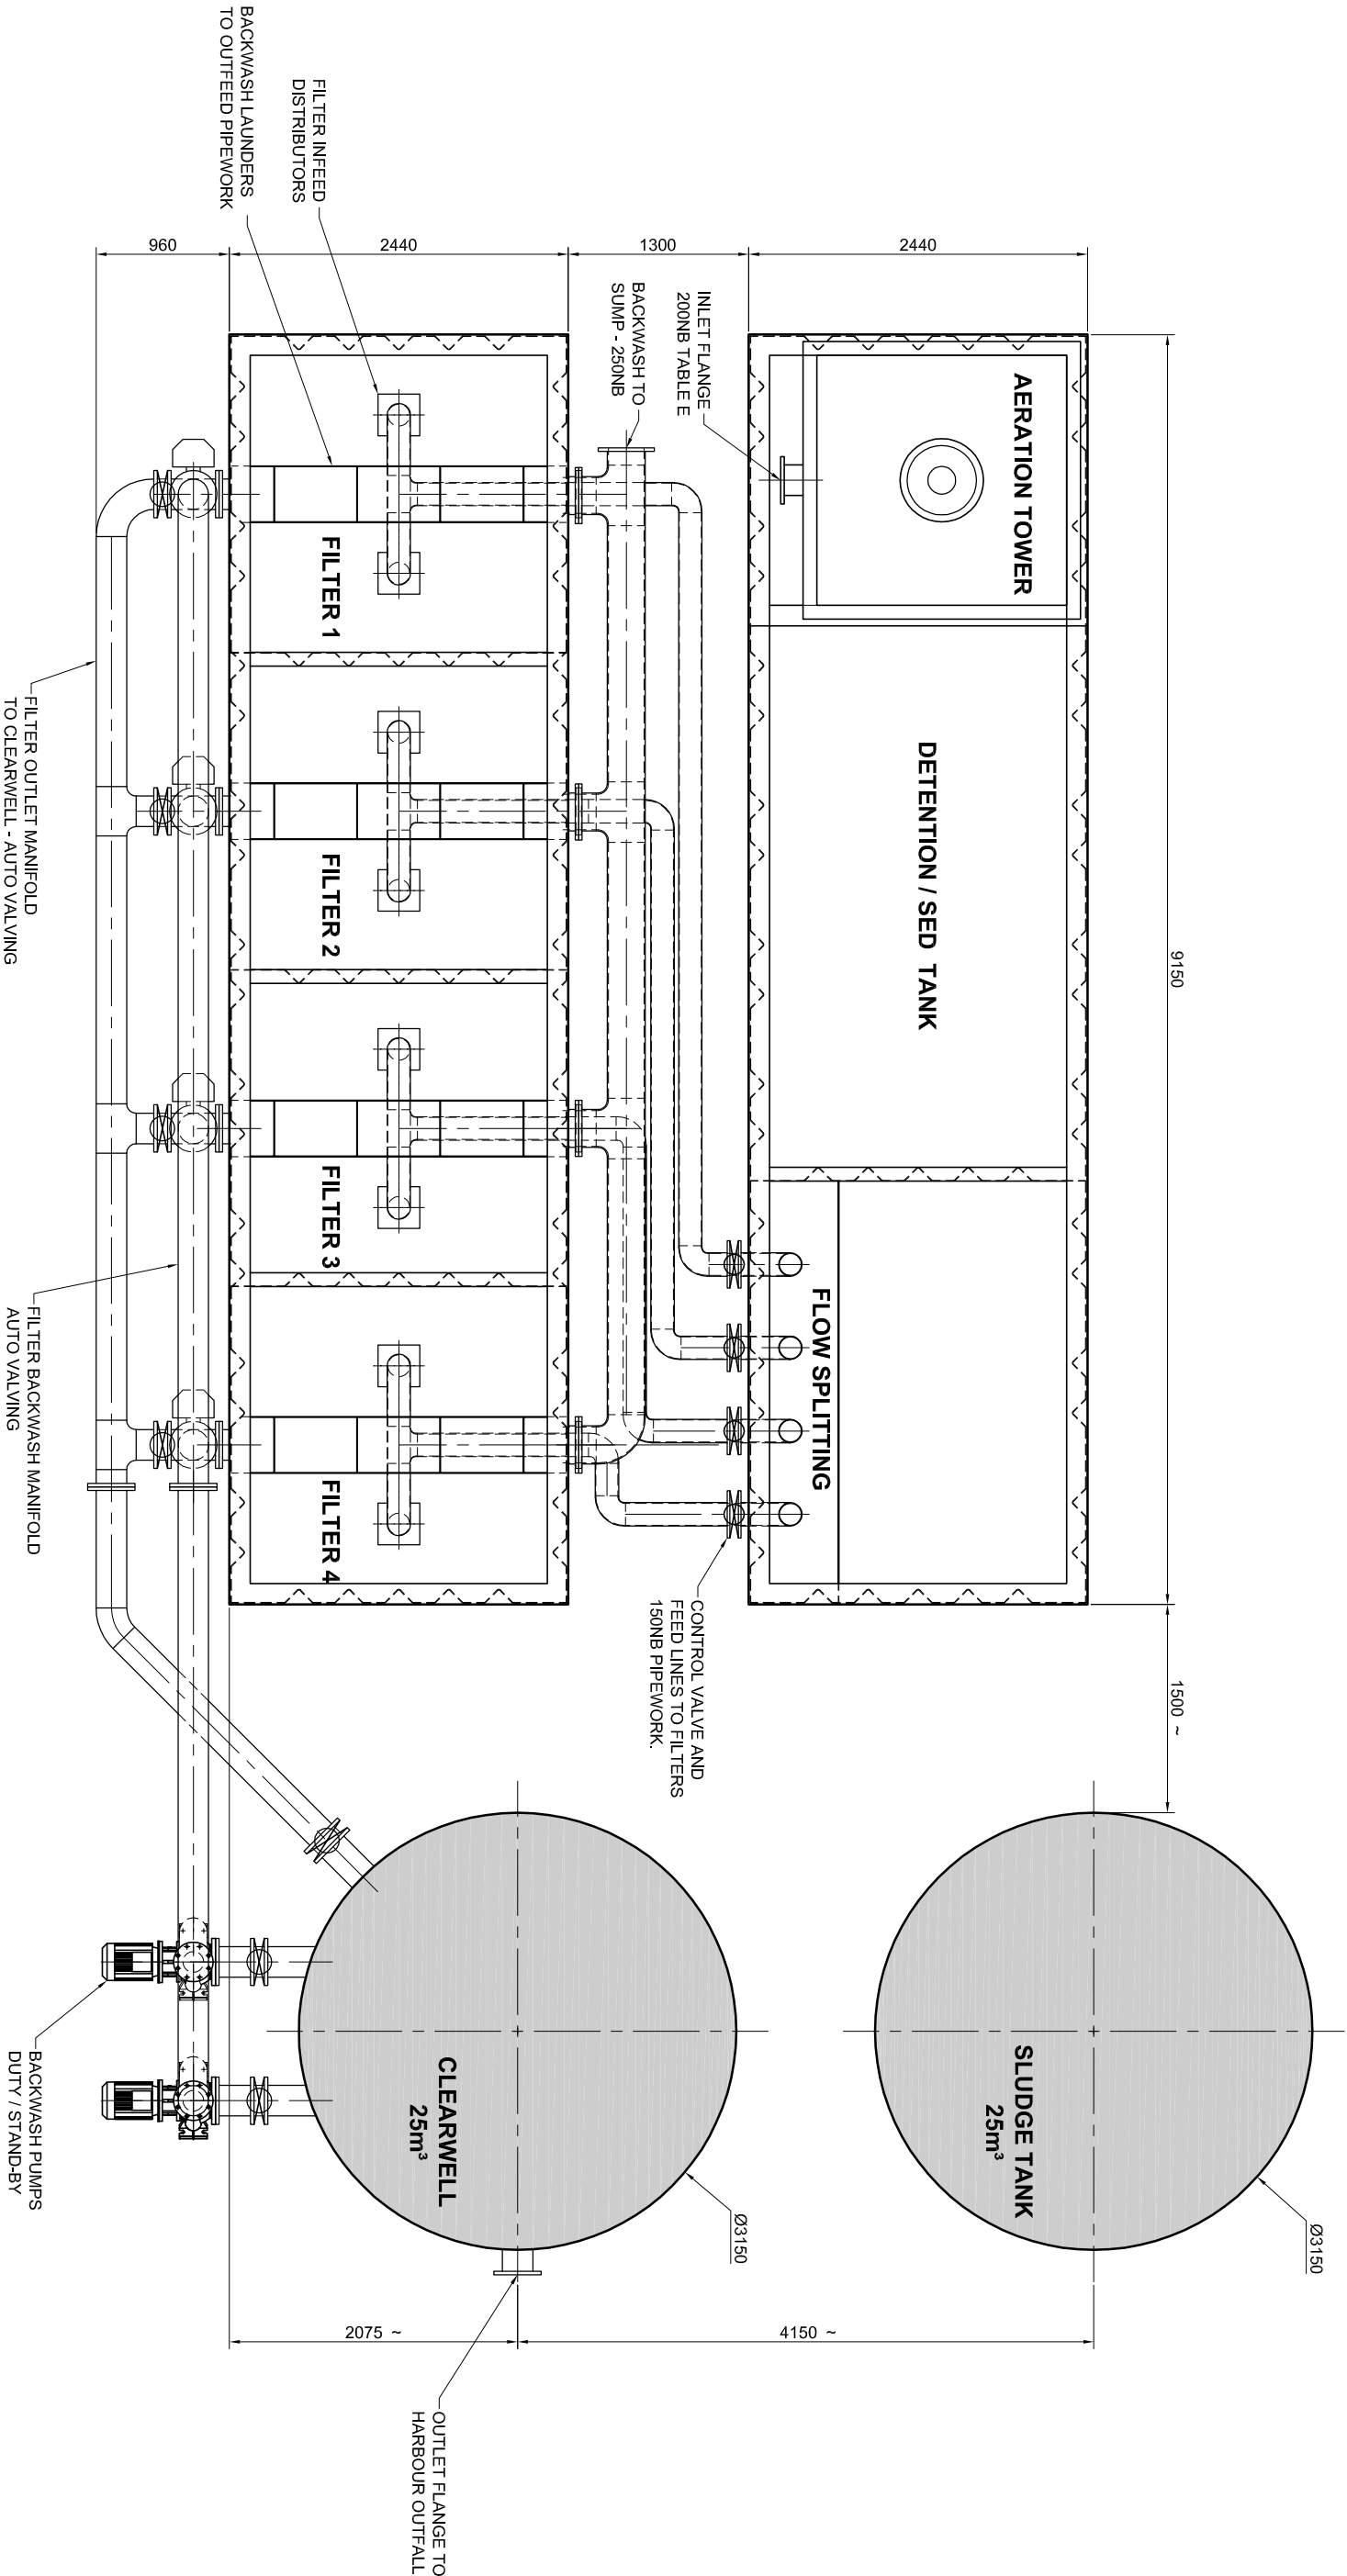 9150
1500 ~
Ø3150
2440
1300
2440
960
AERATION TOWER
DETENTION / SED TANK
FLOW SPLITTING
SLUDGE TANK
25m³
4150 ~
INLET FLANGE
200NB TABLE E
BACKWASH TO
SUMP - 250NB
CONTROL VALVE AND
FEED LINES TO FILTERS
150NB PIPEWORK.
Ø3150
CLEARWELL
25m³
OUTLET FLANGE TO
HARBOUR OUTFALL
2075 ~
FILTER INFEED
DISTRIBUTORS
BACKWASH LAUNDERS
TO OUTFEED PIPEWORK
FILTER 1
FILTER 2
FILTER 3
FILTER 4
FILTER OUTLET MANIFOLD
TO CLEARWELL - AUTO VALVING
FILTER BACKWASH MANIFOLD
AUTO VALVING
BACKWASH PUMPS
DUTY / STAND-BY